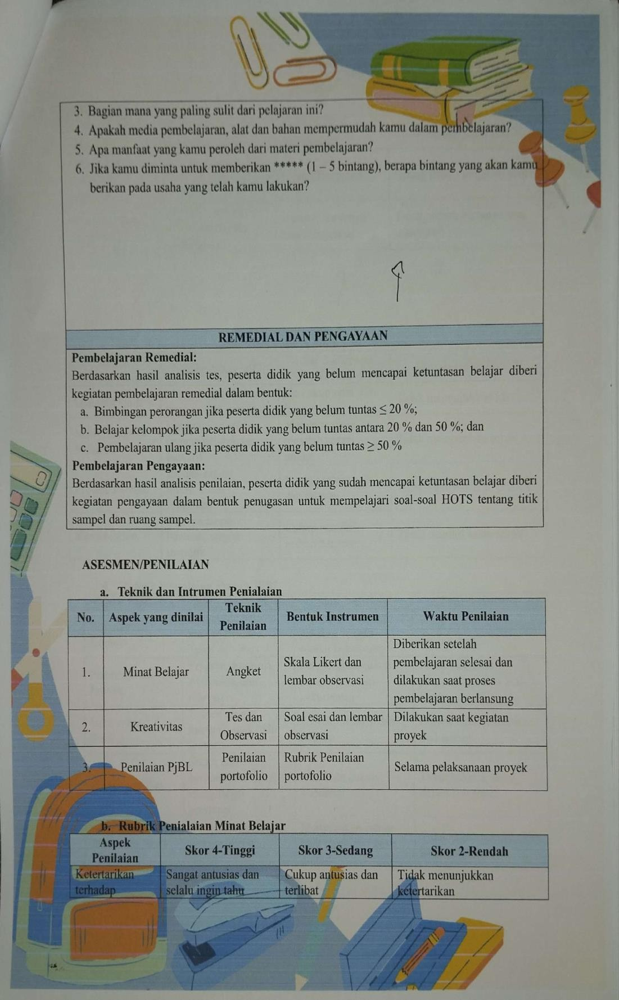 3. Bagian mana yang paling sulit dari pelajaran ini?
4. Apakah media pembelajaran, alat dan bahan mempermudah kamu dalam pembelajaran?
5. Apa manfaat yang kamu peroleh dari materi pembelajaran?
6. Jika kamu diminta untuk memberikan ***** (1 – 5 bintang), berapa bintang yang akan kamu
berikan pada usaha yang telah kamu lakukan?
REMEDIAL DAN PENGAYAAN
Pembelajaran Remedial:
Berdasarkan hasil analisis tes, peserta didik yang belum mencapai ketuntasan belajar diberi
kegiatan pembelajaran remedial dalam bentuk:
a. Bimbingan perorangan jika peserta didik yang belum tuntas ≤ 20 %;
b. Belajar kelompok jika peserta didik yang belum tuntas antara 20 % dan 50 %; dan
c. Pembelajaran ulang jika peserta didik yang belum tuntas ≥ 50 %
Pembelajaran Pengayaan:
Berdasarkan hasil analisis penilaian, peserta didik yang sudah mencapai ketuntasan belajar diberi
kegiatan pengayaan dalam bentuk penugasan untuk mempelajari soal-soal HOTS tentang titik
sampel dan ruang sampel.
ASESMEN/PENILAIAN
a. Teknik dan Intrumen Penialaian
No. Aspek yang dinilai Teknik Penilaian Bentuk Instrumen Waktu Penilaian
1. Minat Belajar Angket
Skala Likert dan
lembar observasi
Diberikan setelah
pembelajaran selesai dan
dilakukan saat proses
pembelajaran berlansung
2. Kreativitas
Tes dan
Observasi
Soal esai dan lembar
observasi
Dilakukan saat kegiatan
proyek
3. Penilaian PjBL
Penilaian
portofolio
Rubrik Penilaian
portofolio
Selama pelaksanaan proyek
b. Rubrik Penialaian Minat Belajar
Aspek
Penilaian
Skor 4-Tinggi Skor 3-Sedang Skor 2-Rendah
Ketertarikan
terhadap
Sangat antusias dan
selalu ingin tahu
Cukup antusias dan
terlibat
Tidak menunjukkan
ketertarikan